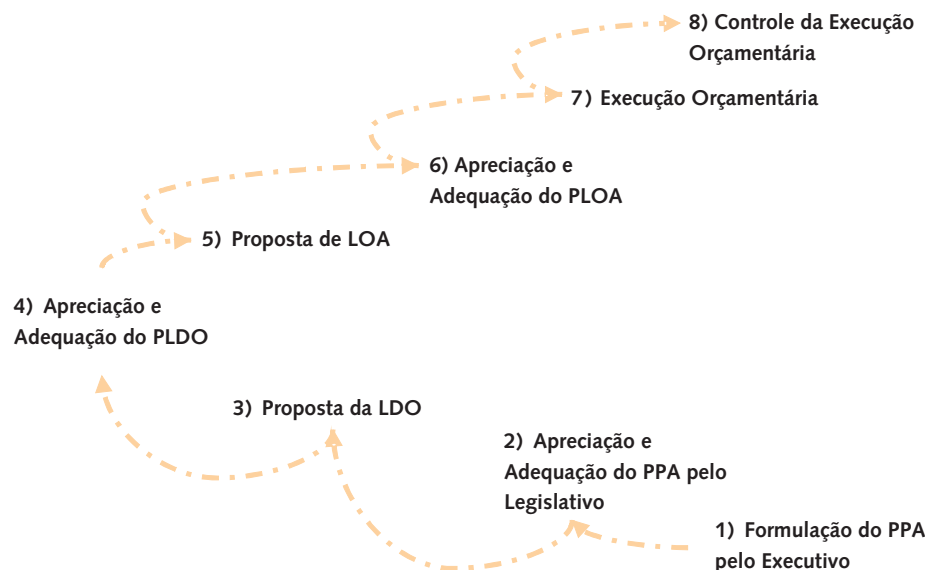 8) Controle da Execução
Orçamentária
7) Execução Orçamentária
6) Apreciação e
Adequação do PLOA
5) Proposta de LOA
4) Apreciação e
Adequação do PLDO
3) Proposta da LDO
2) Apreciação e
Adequação do PPA pelo
Legislativo
1) Formulação do PPA
pelo Executivo